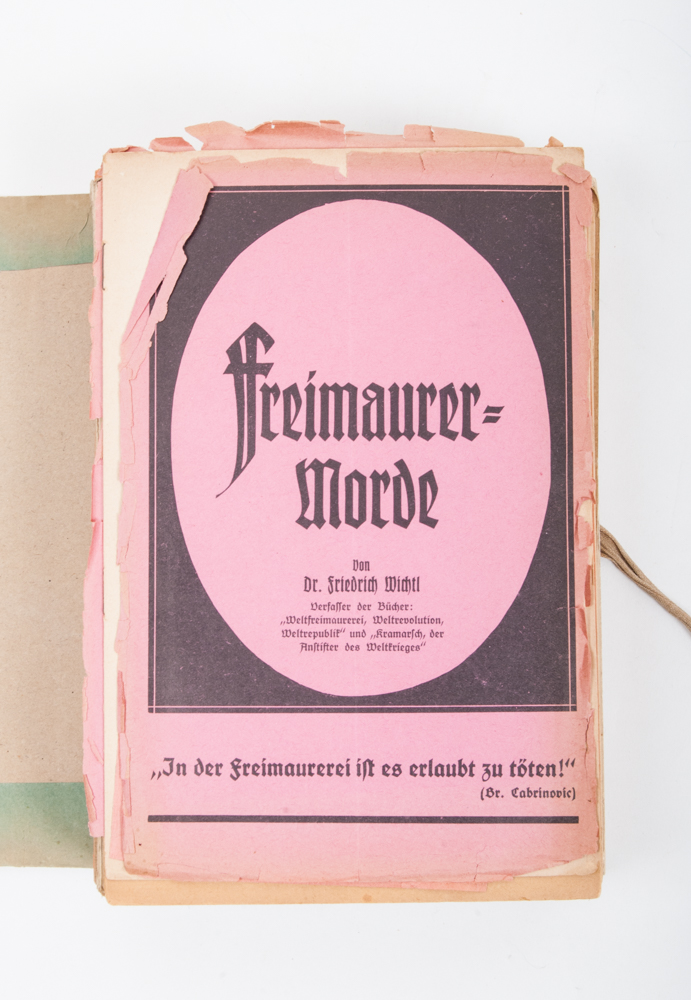 Freimaurer-
Morde
Von
Dr. Friedrich Wichtl
Verfasser der Bücher:
„Weltfreimaurerei, Weltrevolution,
Weltrepublik“ und „Kramarsch, der
Anstifter des Weltkrieges“
„In der Freimaurerei ist es erlaubt zu töten!“
(Br. Cabrinovic)